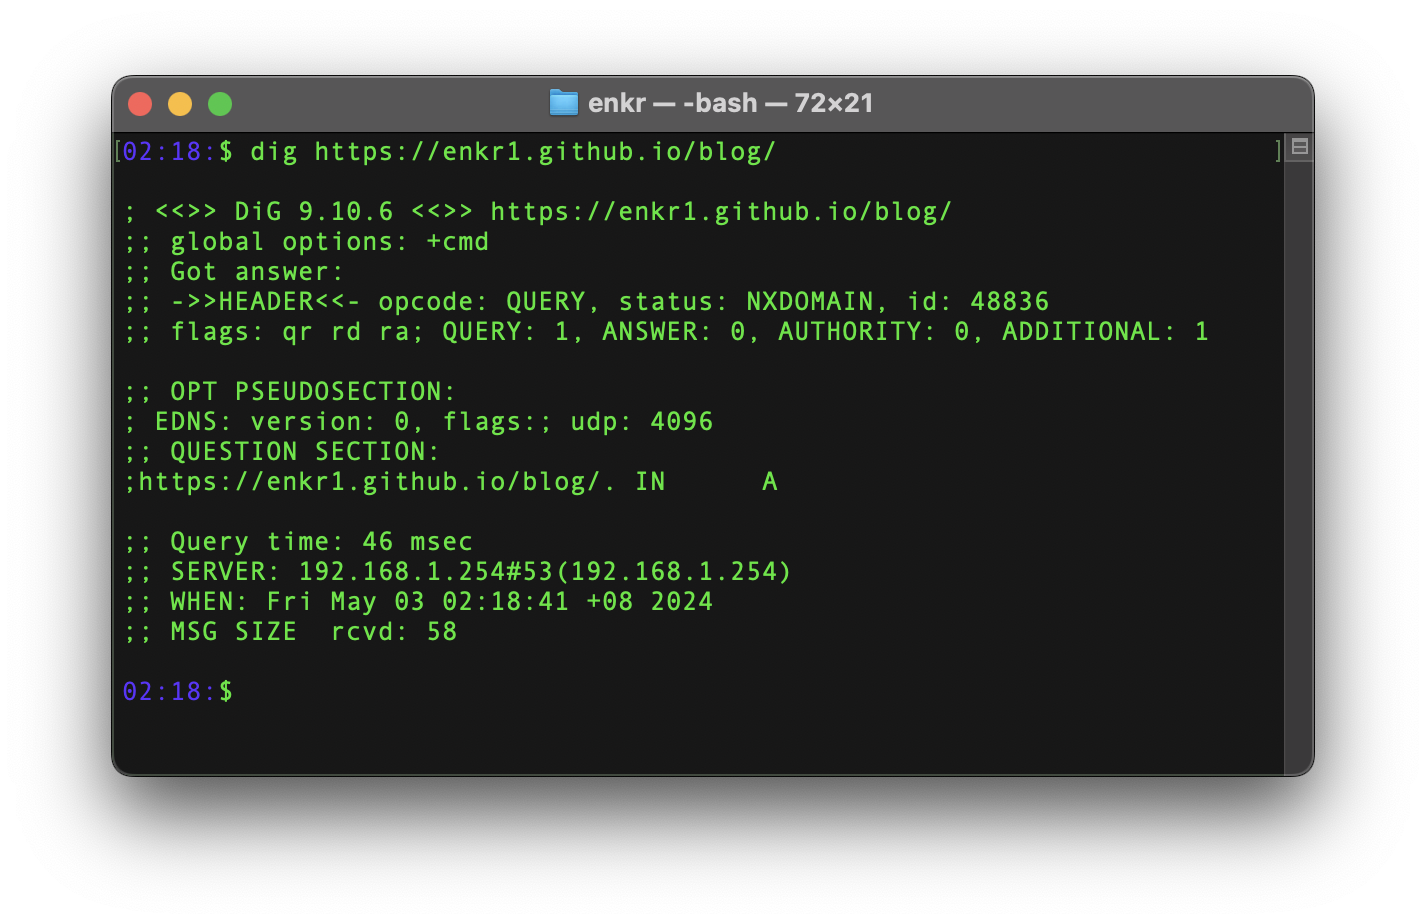 enkr — -bash — 72×21
[02:18:$ dig https://enkr1.github.io/blog/ ]
; <<>> DiG 9.10.6 <<>> https://enkr1.github.io/blog/
;; global options: +cmd
;; Got answer:
;; ->>HEADER<<- opcode: QUERY, status: NXDOMAIN, id: 48836
;; flags: qr rd ra; QUERY: 1, ANSWER: 0, AUTHORITY: 0, ADDITIONAL: 1
;; OPT PSEUDOSECTION:
; EDNS: version: 0, flags:; udp: 4096
;; QUESTION SECTION:
;https://enkr1.github.io/blog/. IN      A
;; Query time: 46 msec
;; SERVER: 192.168.1.254#53(192.168.1.254)
;; WHEN: Fri May 03 02:18:41 +08 2024
;; MSG SIZE  rcvd: 58
02:18:$